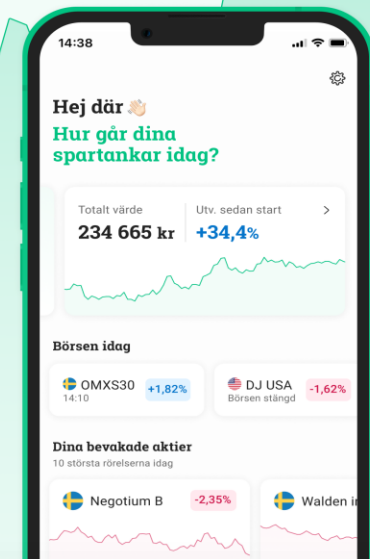 14:38
Hej där
Hur går dina
spartankar idag?
Totalt värde
234 665 kr
Utv. sedan start
+34,4%
Börsen idag
OMXS30
14:10
+1,82%
DJ USA
Börsen stängd
-1,62%
Dina bevakade aktier
10 största rörelserna idag
Negotium B
-2,35%
Walden